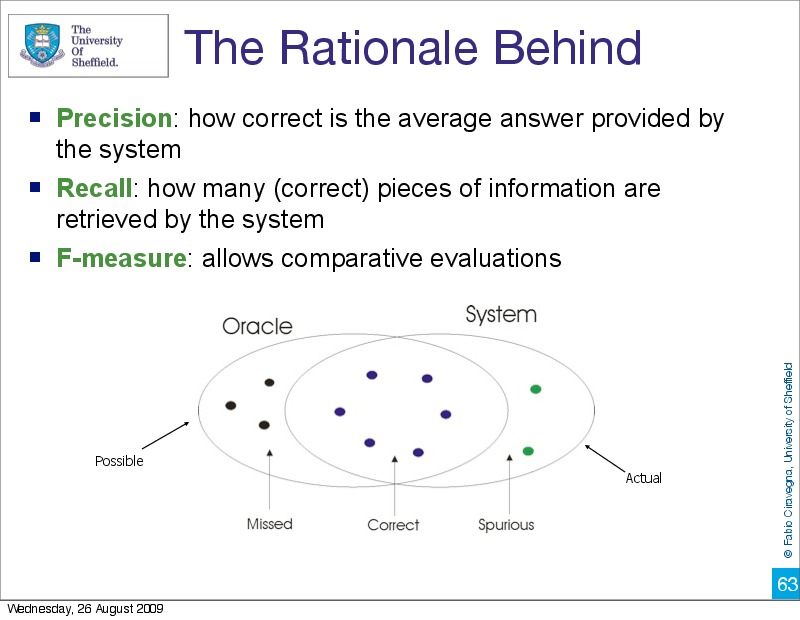 The
University
Of
Sheffield.
The Rationale Behind
Precision: how correct is the average answer provided by
the system
Recall: how many (correct) pieces of information are
retrieved by the system
F-measure: allows comparative evaluations
Oracle
System
Possible
Actual
Missed
Correct
Spurious
© Fabio Ciravegna, University of Sheffield
63
Wednesday, 26 August 2009